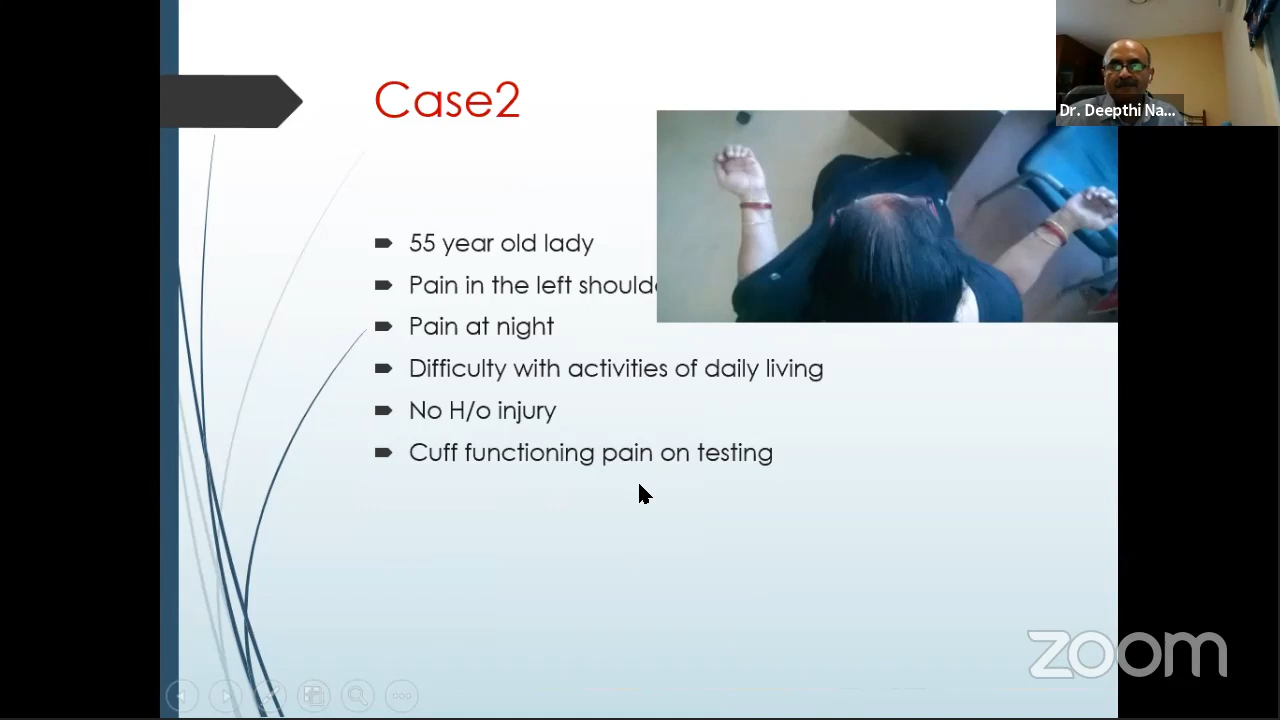 Case2
Dr. Deepthi Na...
55 year old lady
Pain in the left should
Pain at night
Difficulty with activities of daily living
No H/o injury
Cuff functioning pain on testing
zoom